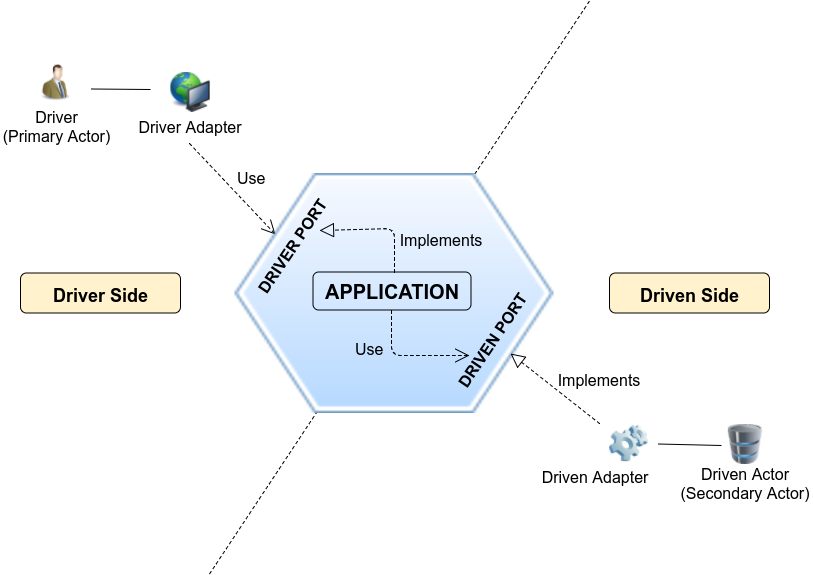 Driver
(Primary Actor)
Driver Adapter
Use
DRIVER PORT
Implements
Driver Side
APPLICATION
Driven Side
Use
DRIVEN PORT
Implements
Driven Adapter
Driven Actor
(Secondary Actor)